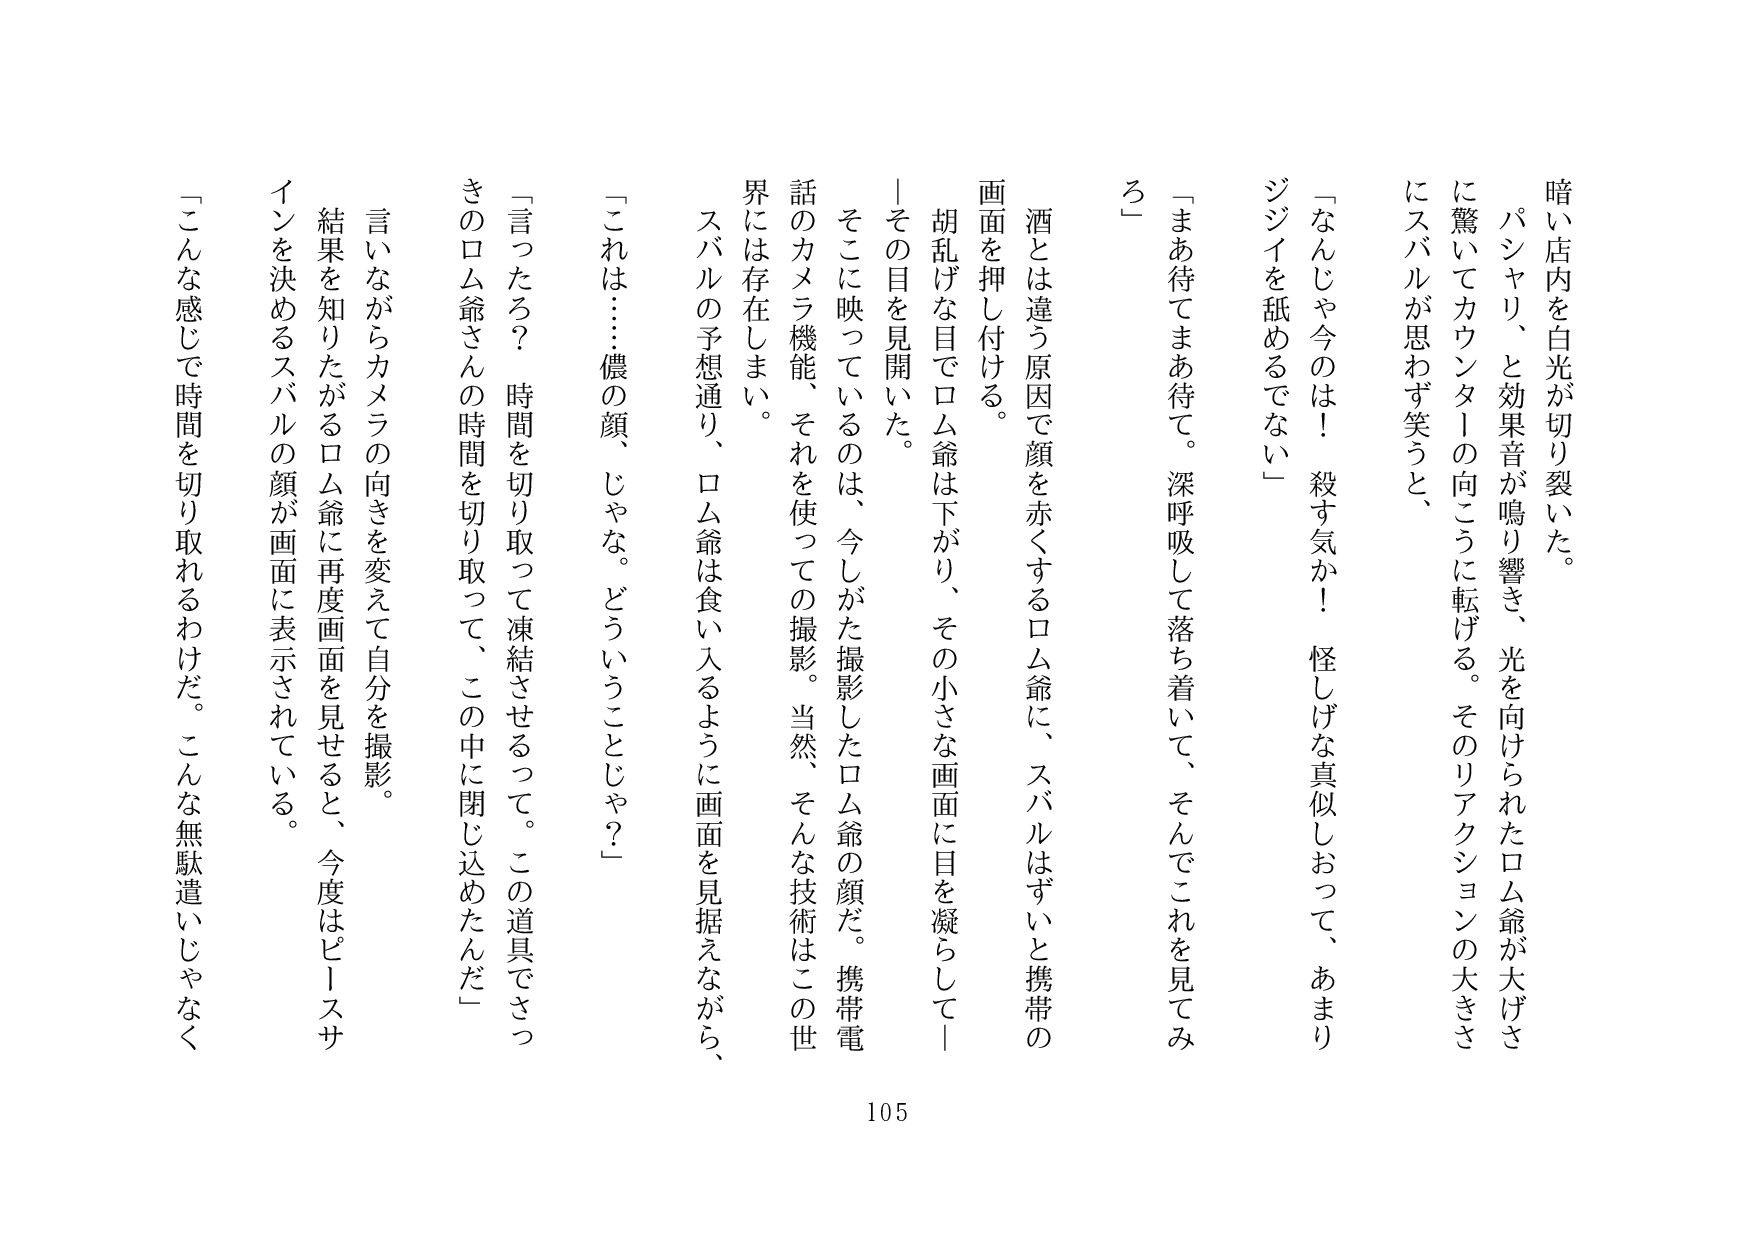 暗い店内を白光が切り裂いた。
　パシャリ、と効果音が鳴り響き、光を向けられたロム爺が大げさ
に驚いてカウンターの向こうに転げる。そのリアクションの大きさ
にスバルが思わず笑うと、
「なんじゃ今のは！　殺す気か！　怪しげな真似しおって、あまり
ジジイを舐めるでない」
「まあ待てまあ待て。深呼吸して落ち着いて、そんでこれを見てみ
ろ」
　酒とは違う原因で顔を赤くするロム爺に、スバルはずいと携帯の
画面を押し付ける。
　胡乱げな目でロム爺は下がり、その小さな画面に目を凝らして―
―その目を見開いた。
　そこに映っているのは、今しがた撮影したロム爺の顔だ。携帯電
話のカメラ機能、それを使っての撮影。当然、そんな技術はこの世
界には存在しまい。
　スバルの予想通り、ロム爺は食い入るように画面を見据えながら、
「これは……儂の顔、じゃな。どういうことじゃ？」
「言ったろ？　時間を切り取って凍結させるって。この道具でさっ
きのロム爺さんの時間を切り取って、この中に閉じ込めたんだ」
　言いながらカメラの向きを変えて自分を撮影。
　結果を知りたがるロム爺に再度画面を見せると、今度はピースサ
インを決めるスバルの顔が画面に表示されている。
「こんな感じで時間を切り取れるわけだ。こんな無駄遣いじゃなく
105